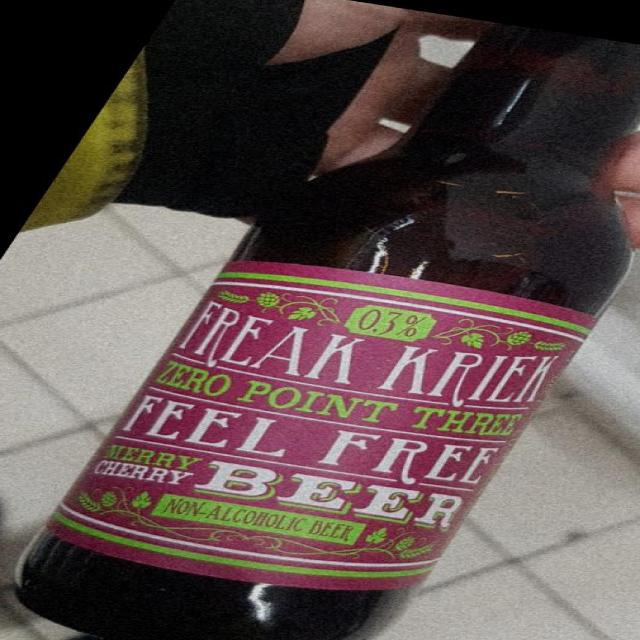 0.3%
FREAK KRIEK
ZERO POINT THREE
FEEL FREE
MERRY
CHERRY
BEER
NON-ALCOHOLIC BEER